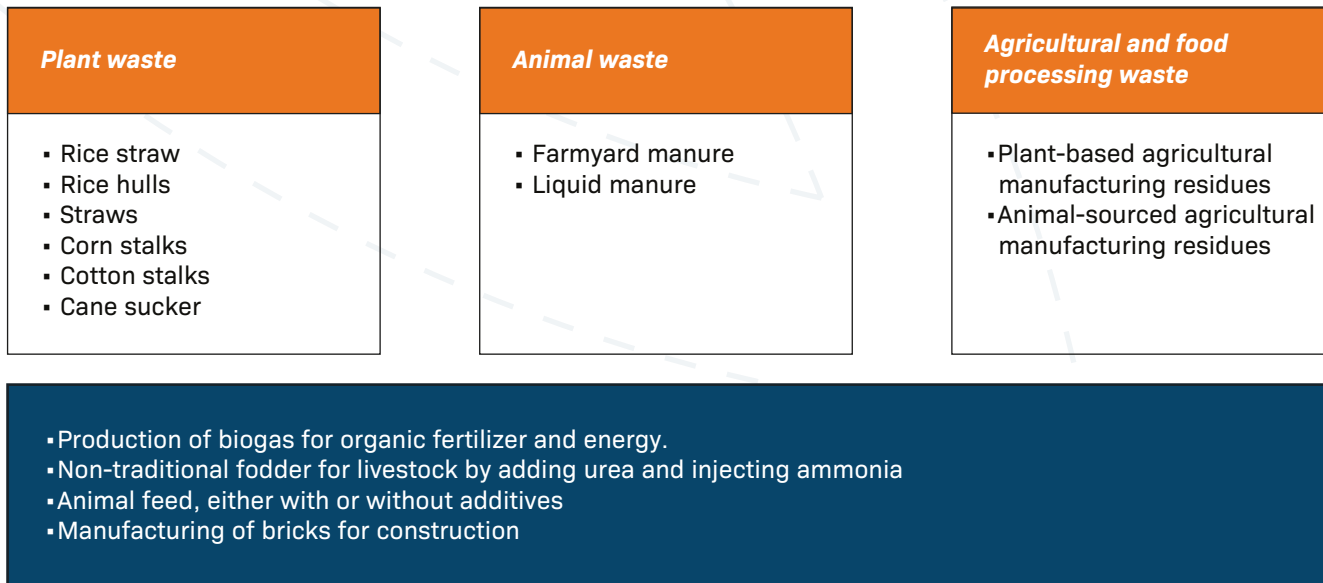 Plant waste
▪ Rice straw
▪ Rice hulls
▪ Straws
▪ Corn stalks
▪ Cotton stalks
▪ Cane sucker
Animal waste
▪ Farmyard manure
▪ Liquid manure
Agricultural and food
processing waste
▪Plant-based agricultural
manufacturing residues
▪Animal-sourced agricultural
manufacturing residues
▪Production of biogas for organic fertilizer and energy.
▪Non-traditional fodder for livestock by adding urea and injecting ammonia
▪Animal feed, either with or without additives
▪Manufacturing of bricks for construction